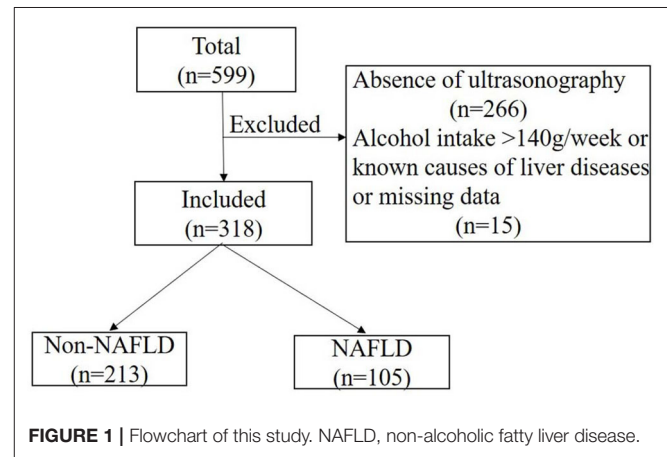 Total
(n=599)
Excluded
Absence of ultrasonography
(n=266)
Alcohol intake >140g/week or
known causes of liver diseases
or missing data
(n=15)
Included
(n=318)
Non-NAFLD
(n=213)
NAFLD
(n=105)
FIGURE 1 | Flowchart of this study. NAFLD, non-alcoholic fatty liver disease.